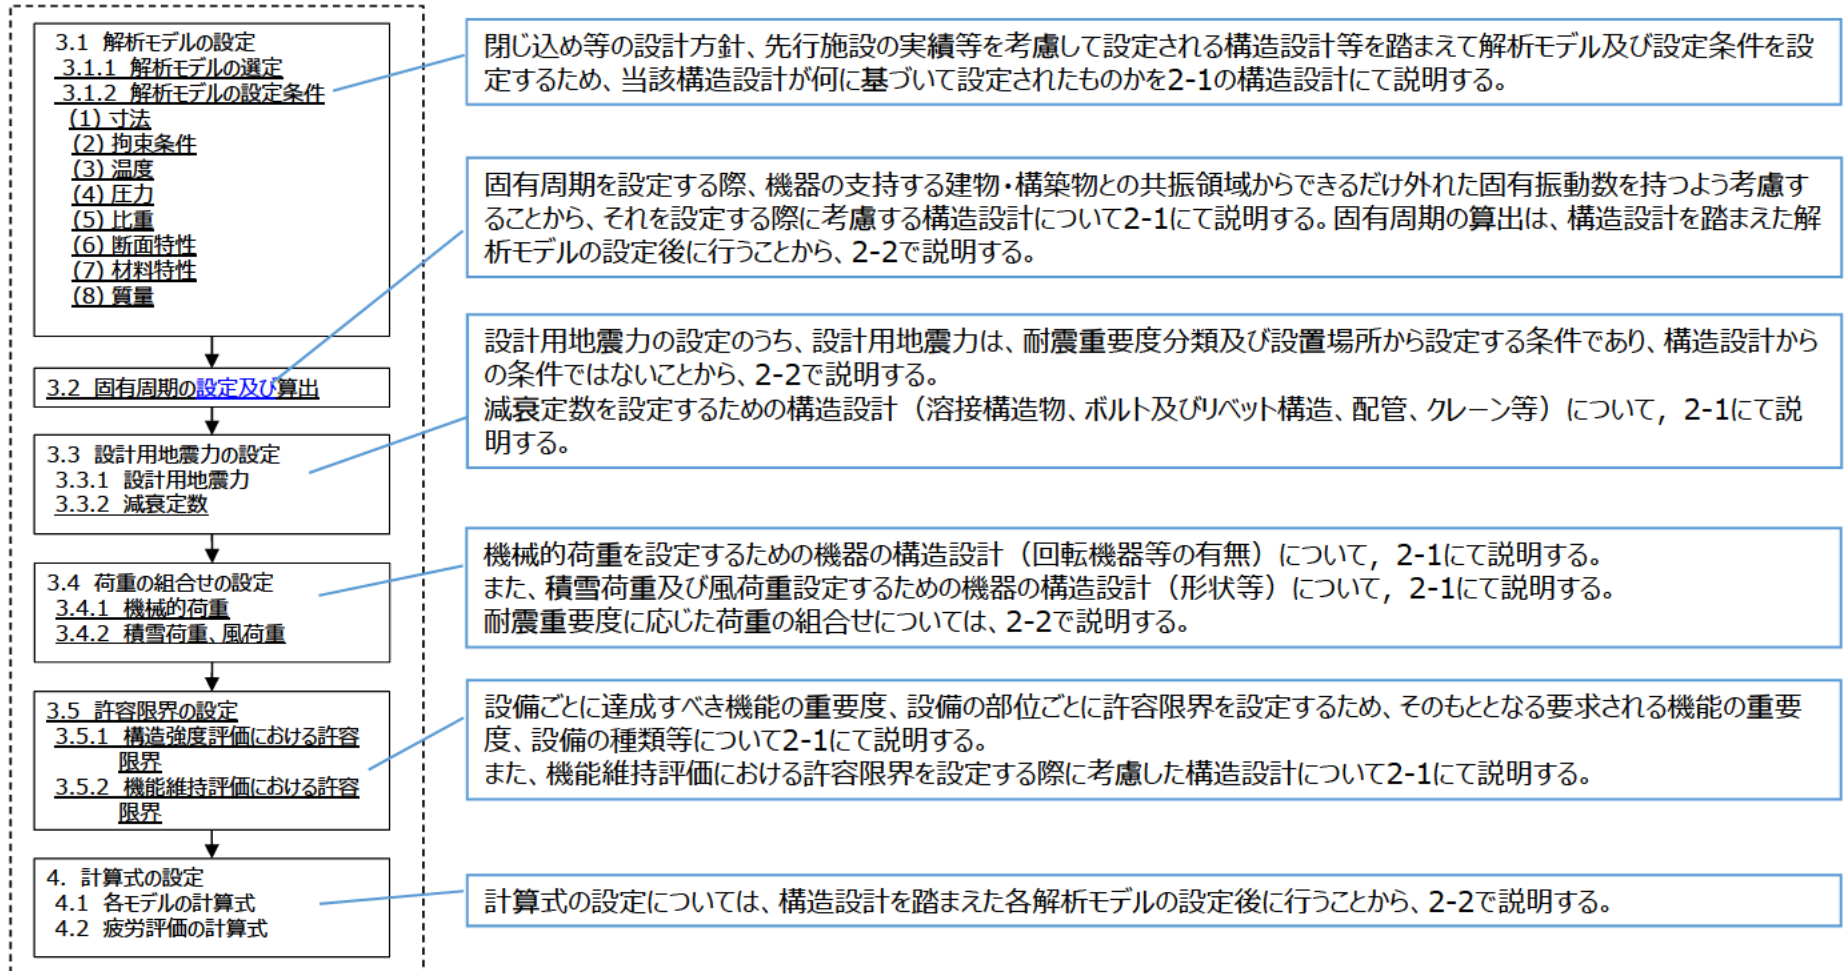 3.1 解析モデルの設定
3.1.1 解析モデルの選定
3.1.2 解析モデルの設定条件
(1) 寸法
(2) 拘束条件
(3) 温度
(4) 圧力
(5) 比重
(6) 断面特性
(7) 材料特性
(8) 質量
閉じ込め等の設計方針、先行施設の実績等を考慮して設定される構造設計等を踏まえて解析モデル及び設定条件を設
定するため、当該構造設計が何に基づいて設定されたものかを2-1の構造設計にて説明する。
3.2 固有周期の設定及び算出
固有周期を設定する際、機器の支持する建物・構築物との共振領域からできるだけ外れた固有振動数を持つよう考慮す
ることから、それを設定する際に考慮する構造設計について2-1にて説明する。固有周期の算出は、構造設計を踏まえた解
析モデルの設定後に行うことから、2-2で説明する。
3.3 設計用地震力の設定
3.3.1 設計用地震力
3.3.2 減衰定数
設計用地震力の設定のうち、設計用地震力は、耐震重要度分類及び設置場所から設定する条件であり、構造設計から
の条件ではないことから、2-2で説明する。
減衰定数を設定するための構造設計（溶接構造物、ボルト及びリベット構造、配管、クレーン等）について，2-1にて説
明する。
3.4 荷重の組合せの設定
3.4.1 機械的荷重
3.4.2 積雪荷重、風荷重
機械的荷重を設定するための機器の構造設計（回転機器等の有無）について，2-1にて説明する。
また、積雪荷重及び風荷重設定するための機器の構造設計（形状等）について，2-1にて説明する。
耐震重要度に応じた荷重の組合せについては、2-2で説明する。
3.5 許容限界の設定
3.5.1 構造強度評価における許容
限界
3.5.2 機能維持評価における許容
限界
設備ごとに達成すべき機能の重要度、設備の部位ごとに許容限界を設定するため、そのもととなる要求される機能の重要
度、設備の種類等について2-1にて説明する。
また、機能維持評価における許容限界を設定する際に考慮した構造設計について2-1にて説明する。
4. 計算式の設定
4.1 各モデルの計算式
4.2 疲労評価の計算式
計算式の設定については、構造設計を踏まえた各解析モデルの設定後に行うことから、2-2で説明する。